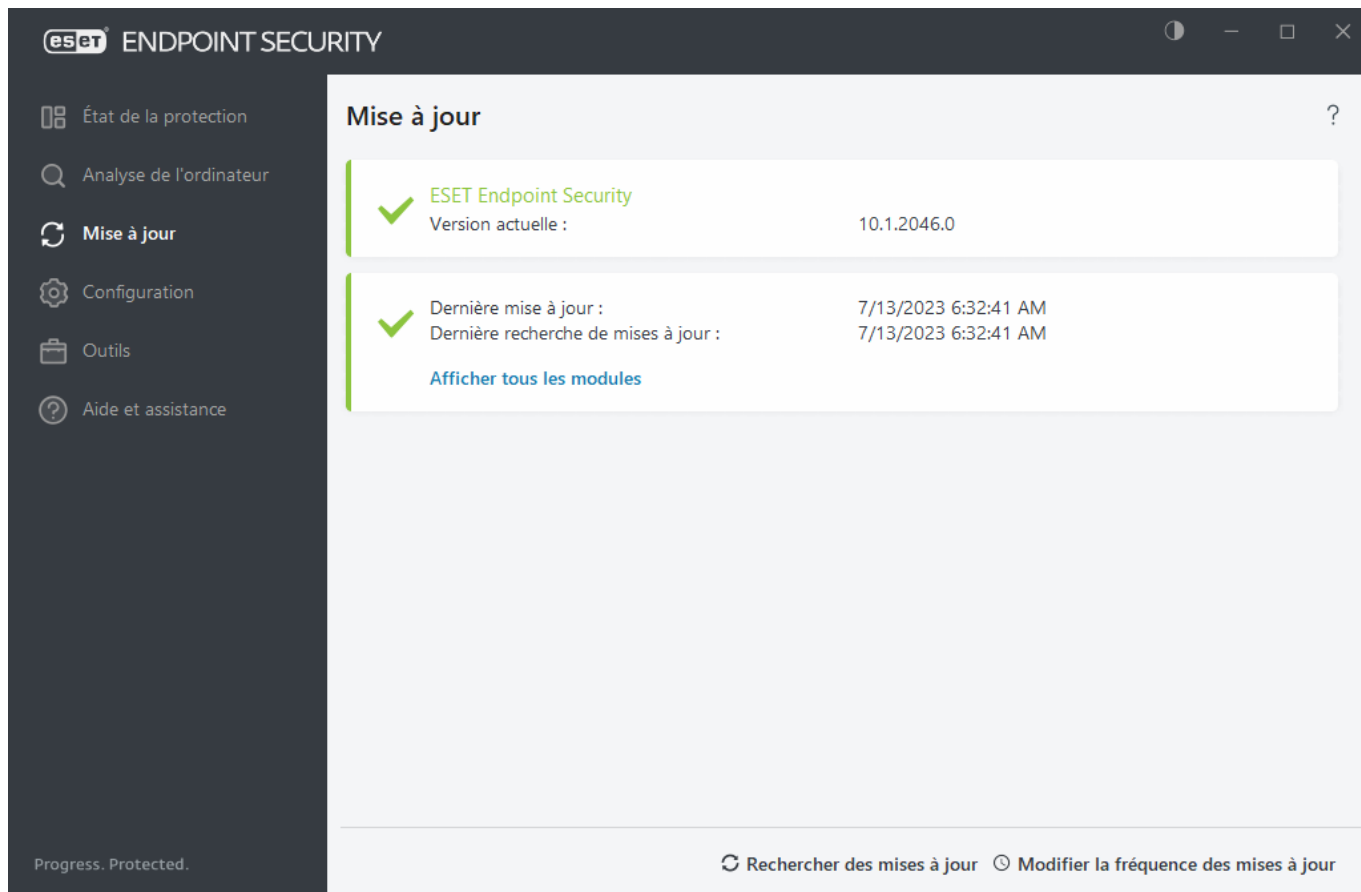 eset ENDPOINT SECURITY
État de la protection
Analyse de l'ordinateur
Mise à jour
Configuration
Outils
Aide et assistance
Progress. Protected.
Mise à jour
?
ESET Endpoint Security
Version actuelle : 10.1.2046.0
Dernière mise à jour : 7/13/2023 6:32:41 AM
Dernière recherche de mises à jour : 7/13/2023 6:32:41 AM
Afficher tous les modules
Rechercher des mises à jour Modifier la fréquence des mises à jour